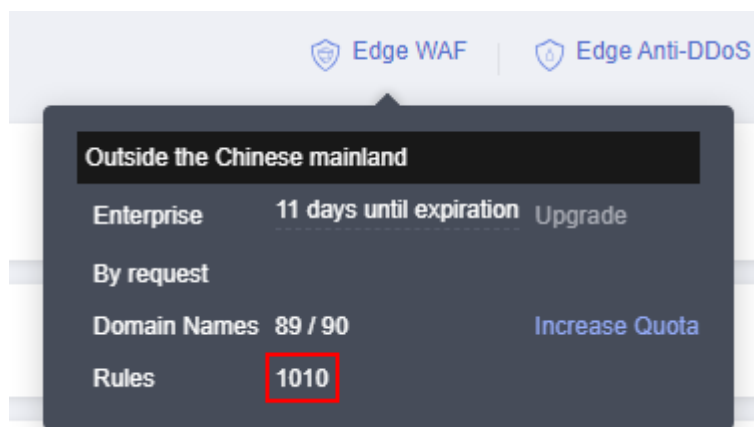 Edge WAF Edge Anti-DDoS
Outside the Chinese mainland
Enterprise 11 days until expiration Upgrade
By request
Domain Names 89 / 90 Increase Quota
Rules 1010